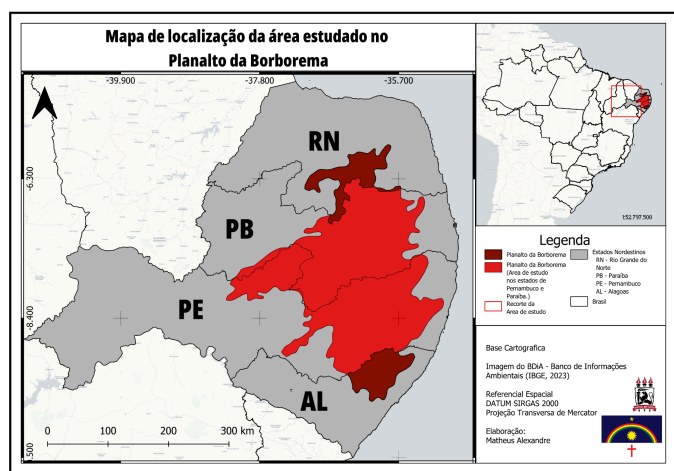 Mapa de localização da área estudado no
Planalto da Borborema
-39.900
-37.800
-35.700
-6.300
-8.400
.500
RN
PB
PE
AL
0 100 200 300 km
1:52.797.500
Legenda
Planalto da Borborema
Planalto da Borborema
(Area de estudo
nos estados de
Pernambuco e
Paraíba.)
Recorte da
Area de estudo
Estados Nordestinos
RN - Rio Grande do
Norte
PB - Paraíba
PE - Pernambuco
AL - Alagoas
Brasil
Base Cartografica
Imagem do BDiA - Banco de Informações
Ambientais (IBGE, 2023)
Referencial Espacial
DATUM SIRGAS 2000
Projeção Transversa de Mercator
Elaboração:
Matheus Alexandre